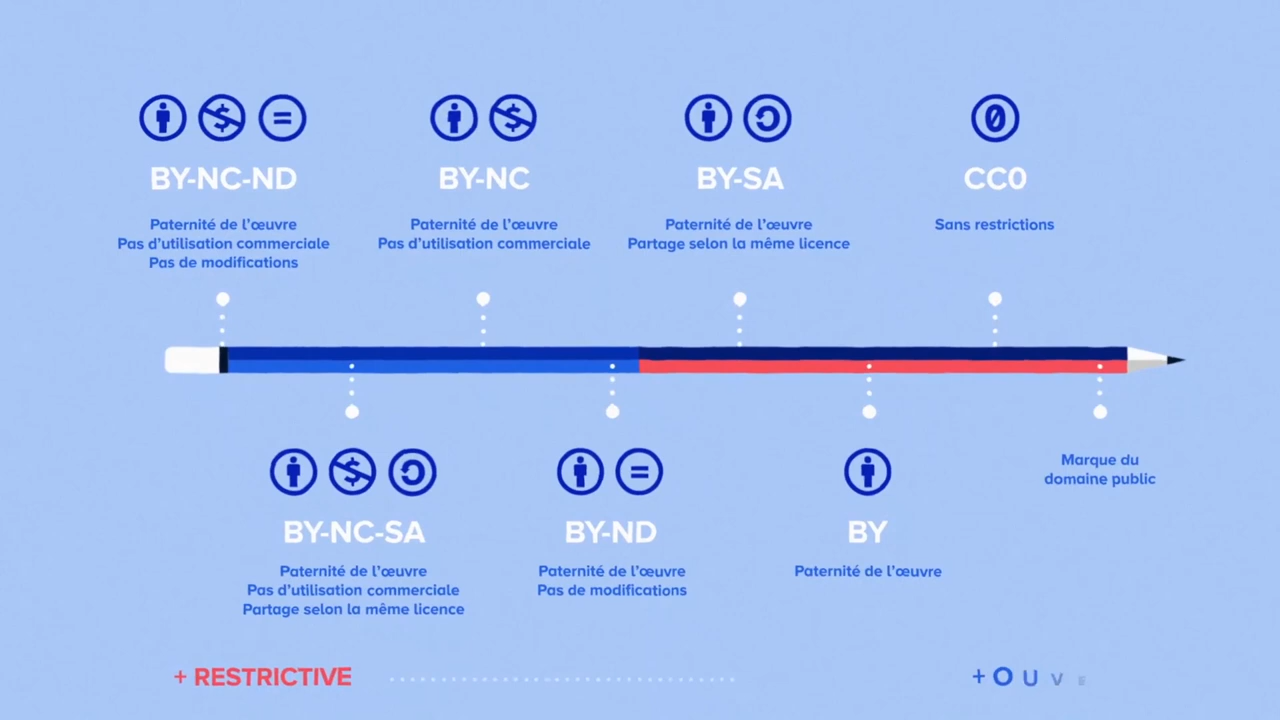 BY-NC-ND
Paternité de l'œuvre
Pas d'utilisation commerciale
Pas de modifications
BY-NC
Paternité de l'œuvre
Pas d'utilisation commerciale
BY-SA
Paternité de l'œuvre
Partage selon la même licence
CC0
Sans restrictions
BY-NC-SA
Paternité de l'œuvre
Pas d'utilisation commerciale
Partage selon la même licence
BY-ND
Paternité de l'œuvre
Pas de modifications
BY
Paternité de l'œuvre
Marque du
domaine public
+ RESTRICTIVE
+ O U V E